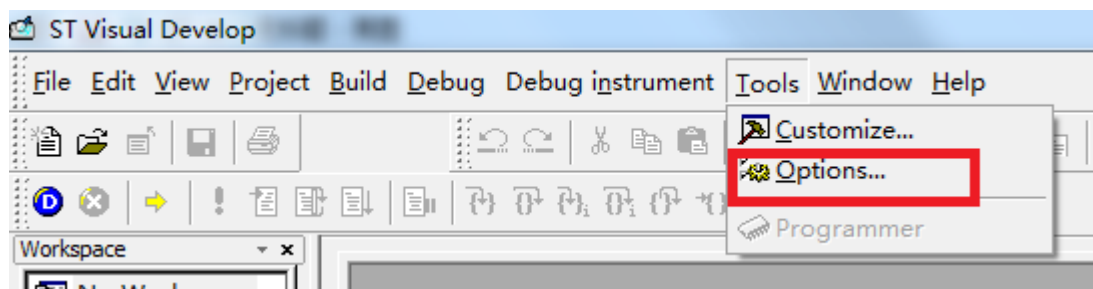 ST Visual Develop
File Edit View Project Build Debug Debug instrument Tools Window Help
Customize...
Options...
Programmer
Workspace